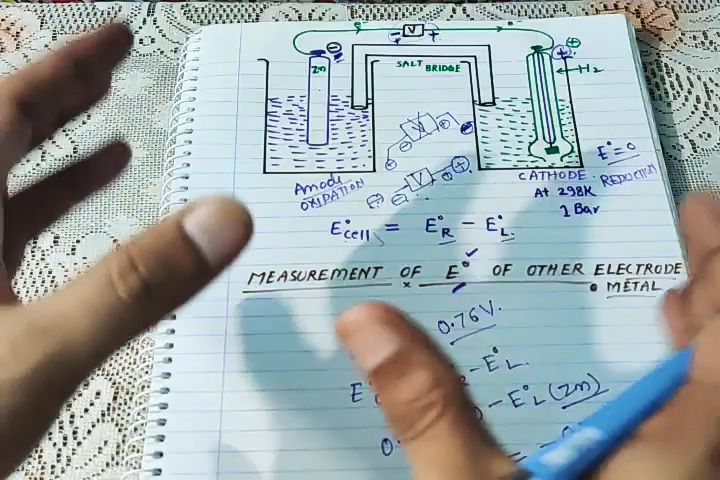 e⁻ V e⁻
⊖ − + ⊕
Zn SALT BRIDGE ⊕ H₂
V
V
Anode CATHODE E°=0
OXIDATION At 298K REDUCTION
1 Bar
E°cell = E°R − E°L.
MEASUREMENT OF E° OF OTHER ELECTRODE
× • METAL
0.76V.
E − E°L
− E°L (Zn)
0.